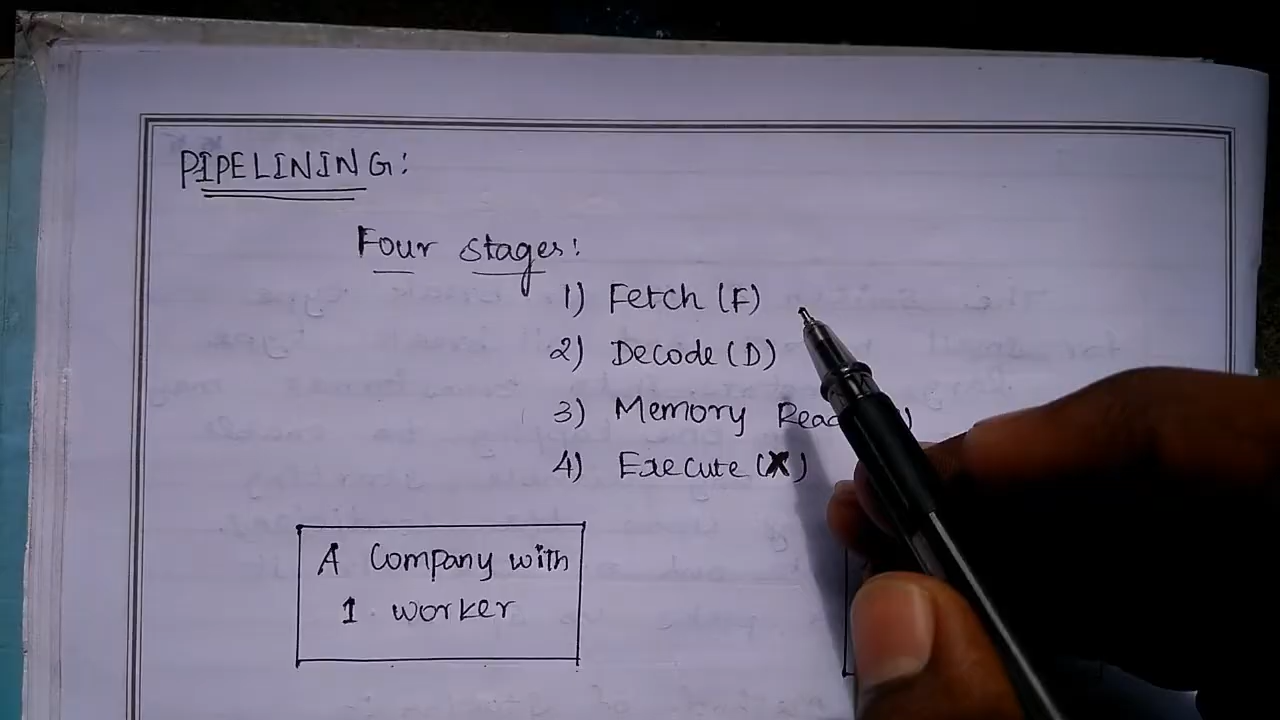 PIPELINING:
Four stages:
1) Fetch (F)
2) Decode (D)
3) Memory
4) Execute (X)
A Company with
1 worker